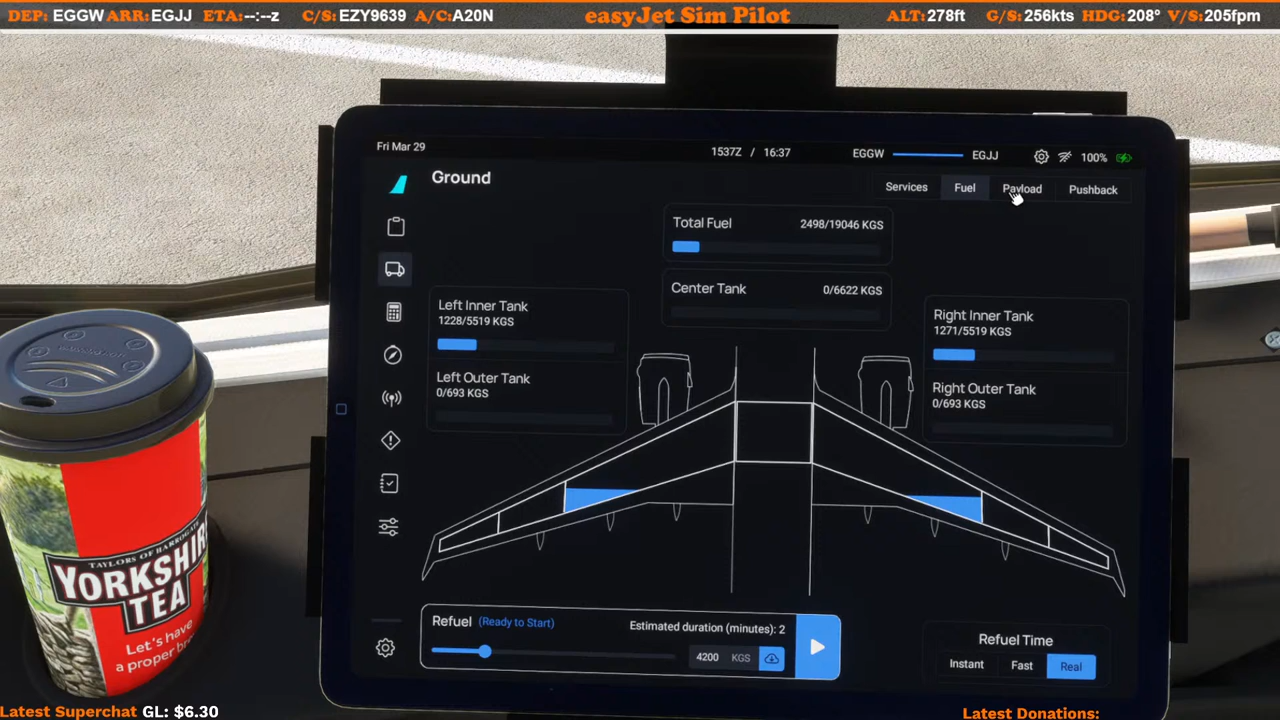 DEP: EGGW ARR: EGJJ ETA: --:--z C/S: EZY9639 A/C: A20N easyJet Sim Pilot ALT: 278ft G/S: 256kts HDG: 208° V/S: 205fpm
Fri Mar 29 1537Z / 16:37 EGGW EGJJ 100%
Ground
Services Fuel Payload Pushback
Total Fuel 2498/19046 KGS
Center Tank 0/6622 KGS
Left Inner Tank
1228/5519 KGS
Left Outer Tank
0/693 KGS
Right Inner Tank
1271/5519 KGS
Right Outer Tank
0/693 KGS
Refuel (Ready to Start) Estimated duration (minutes): 2
4200 KGS
Refuel Time
Instant Fast Real
TAYLORS OF HARROGATE
YORKSHIRE
TEA
Let's have
a proper
Latest Superchat GL: $6.30
Latest Donations: